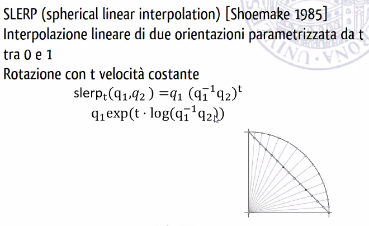 SLERP (spherical linear interpolation) [Shoemake 1985]
Interpolazione lineare di due orientazioni parametrizzata da t
tra 0 e 1
Rotazione con t velocità costante
slerpₜ(q₁,q₂ ) =q₁ (q₁⁻¹q₂)ᵗ
q₁exp(t · log(q₁⁻¹q₂))